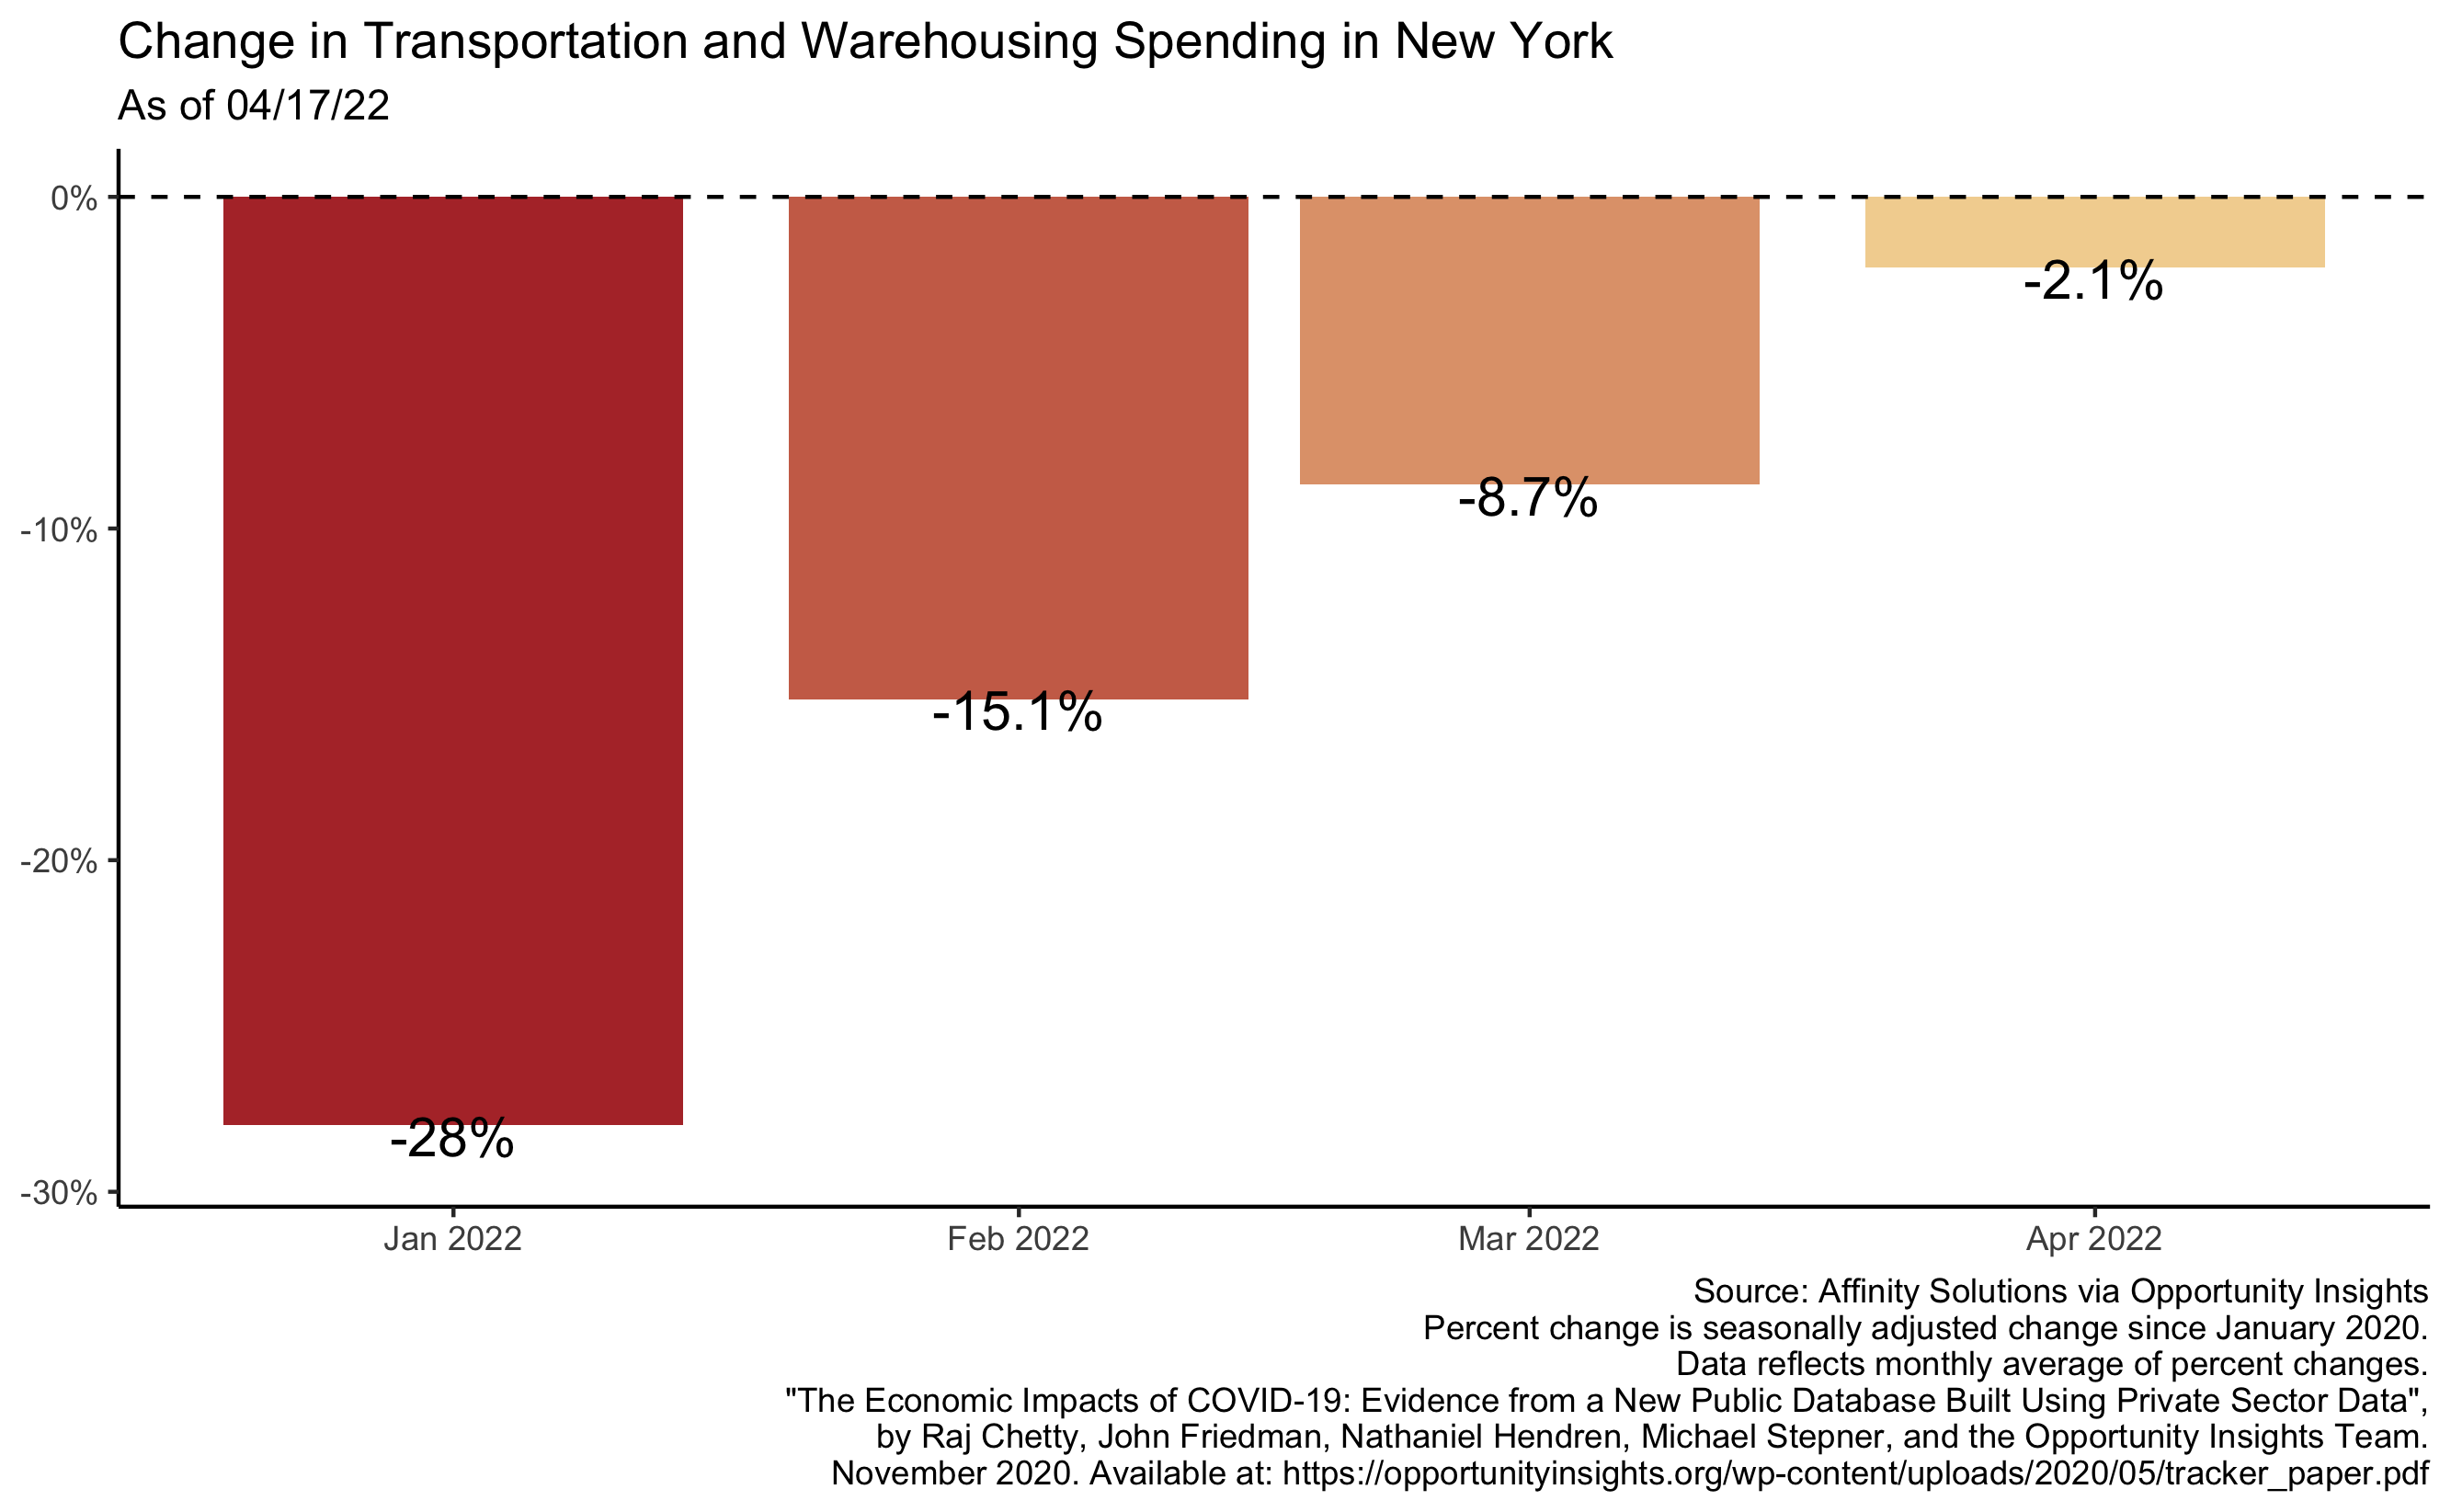 Change in Transportation and Warehousing Spending in New York
As of 04/17/22
0%
-10%
-20%
-30%
-28%
-15.1%
-8.7%
-2.1%
Jan 2022
Feb 2022
Mar 2022
Apr 2022
Source: Affinity Solutions via Opportunity Insights
Percent change is seasonally adjusted change since January 2020.
Data reflects monthly average of percent changes.
"The Economic Impacts of COVID-19: Evidence from a New Public Database Built Using Private Sector Data",
by Raj Chetty, John Friedman, Nathaniel Hendren, Michael Stepner, and the Opportunity Insights Team.
November 2020. Available at: https://opportunityinsights.org/wp-content/uploads/2020/05/tracker_paper.pdf